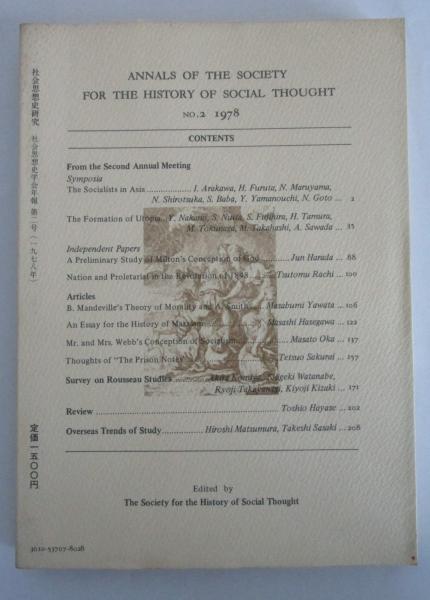 ANNALS OF THE SOCIETY
FOR THE HISTORY OF SOCIAL THOUGHT
NO.2 1978
CONTENTS
From the Second Annual Meeting
Symposia
The Socialists in Asia .................. I. Arakawa, H. Furuta, N. Maruyama,
N. Shirotsuka, S. Baba, Y. Yamanouchi, N. Goto ... 2
The Formation of Utopia...Y. Nakano, S. Niita, S. Fujihara, H. Tamura,
M. Tokunaga, M. Takahashi, A. Sawada ... 35
Independent Papers
A Preliminary Study of Milton's Conception of God ........ Jun Harada ...... 88
Nation and Proletariat in the Revolution of 1848 ......... Tsutomu Rachi ... 100
Articles
B. Mandeville's Theory of Morality and A. Smith ... Masabumi Yawata ... 106
An Essay for the History of Marxism ............ Masashi Hasegawa ... 122
Mr. and Mrs. Webb's Conception of Socialism ............ Masato Oka ... 137
Thoughts of "The Prison Notes" ............ Tetsuo Sakurai ... 157
Survey on Rousseau Studies ......... Shigeki Watanabe,
Ryoji Takayanagi, Kiyoji Kizaki ... 171
Review ............................................................ Toshio Hayase ... 202
Overseas Trends of Study ............ Hiroshi Matsumura, Takeshi Sasaki ... 208
Edited by
The Society for the History of Social Thought
社会思想史研究 社会思想史学会年報 第二号(一九七八年)
定価一五〇〇円
3010-53707-8028